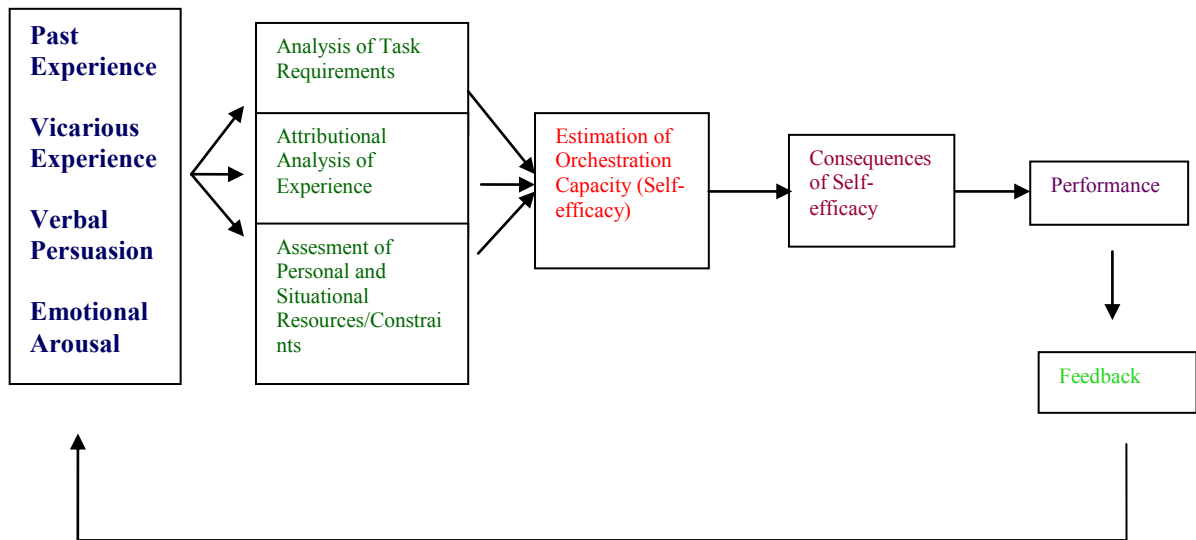 Past
Experience
Vicarious
Experience
Verbal
Persuasion
Emotional
Arousal
Analysis of Task
Requirements
Attributional
Analysis of
Experience
Assesment of
Personal and
Situational
Resources/Constrai
nts
Estimation of
Orchestration
Capacity (Self-
efficacy)
Consequences
of Self-
efficacy
Performance
Feedback